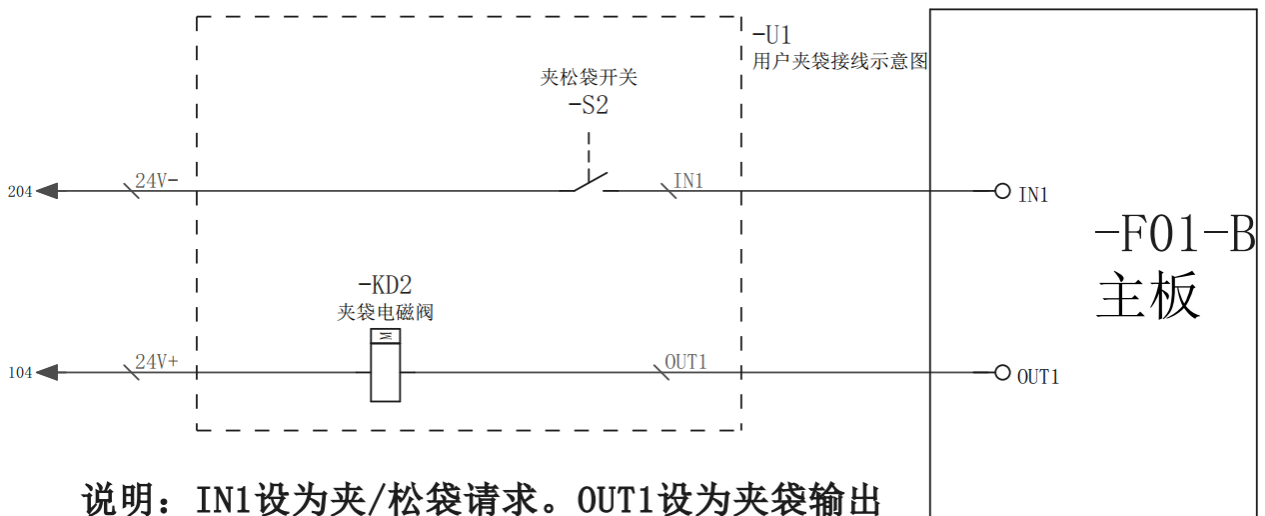 -U1
用户夹袋接线示意图
夹松袋开关
-S2
204
24V-
IN1
IN1
-F01-B
主板
-KD2
夹袋电磁阀
M
104
24V+
OUT1
OUT1
说明：IN1设为夹/松袋请求。OUT1设为夹袋输出